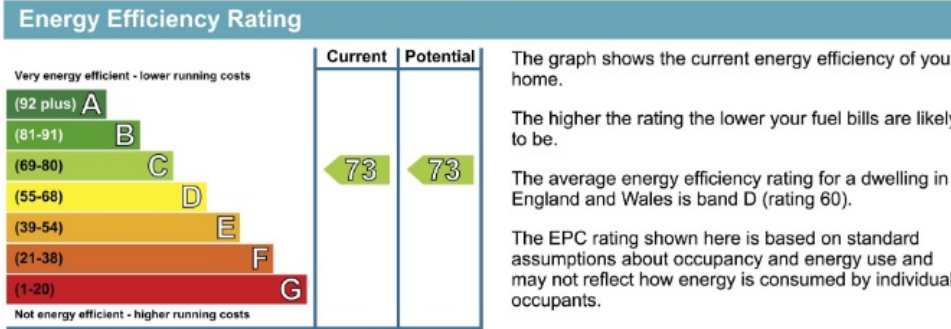 Energy Efficiency Rating
Current Potential
Very energy efficient - lower running costs
(92 plus) A
(81-91) B
(69-80) C
73 73
(55-68) D
(39-54) E
(21-38) F
(1-20) G
Not energy efficient - higher running costs
The graph shows the current energy efficiency of you
home.
The higher the rating the lower your fuel bills are likely
to be.
The average energy efficiency rating for a dwelling in
England and Wales is band D (rating 60).
The EPC rating shown here is based on standard
assumptions about occupancy and energy use and
may not reflect how energy is consumed by individual
occupants.